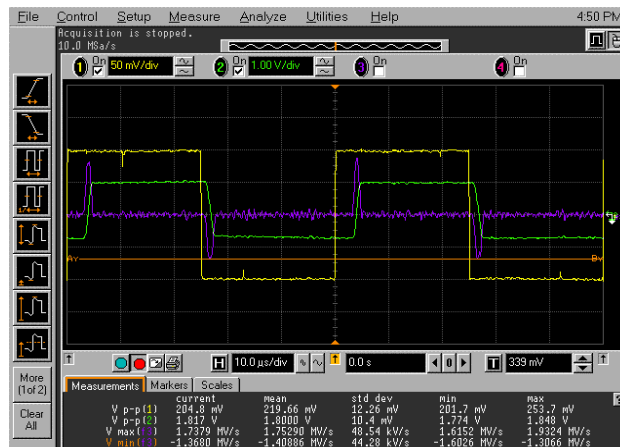 File Control Setup Measure Analyze Utilities Help 4:50 PM
Acquisition is stopped.
10.0 MSa/s
1 On 50 mV/div 2 On 1.00 V/div 3 On 4 On
Ay By
More
(1 of 2)
Clear
All
H 10.0 µs/div 0.0 s 0 T 339 mV
Measurements Markers Scales
current mean std dev min max
V p-p(1) 204.8 mV 219.66 mV 12.26 mV 201.7 mV 253.7 mV
V p-p(2) 1.817 V 1.8000 V 10.4 mV 1.774 V 1.848 V
V max(f3) 1.7379 MV/s 1.75290 MV/s 48.54 kV/s 1.6152 MV/s 1.9324 MV/s
V min(f3) -1.3680 MV/s -1.40886 MV/s 44.28 kV/s -1.6026 MV/s -1.3066 MV/s